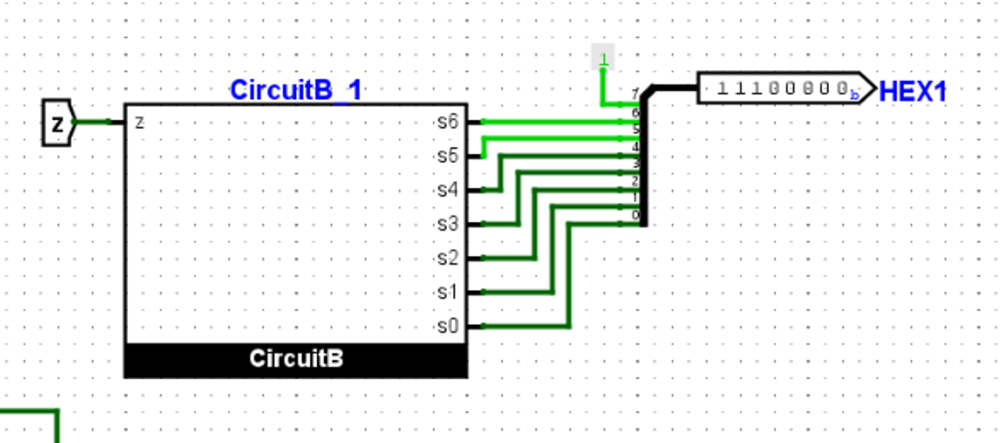 1
CircuitB_1
7
11100000b
HEX1
z
z
s6
6
5
s5
4
3
s4
2
1
s3
0
s2
s1
s0
CircuitB